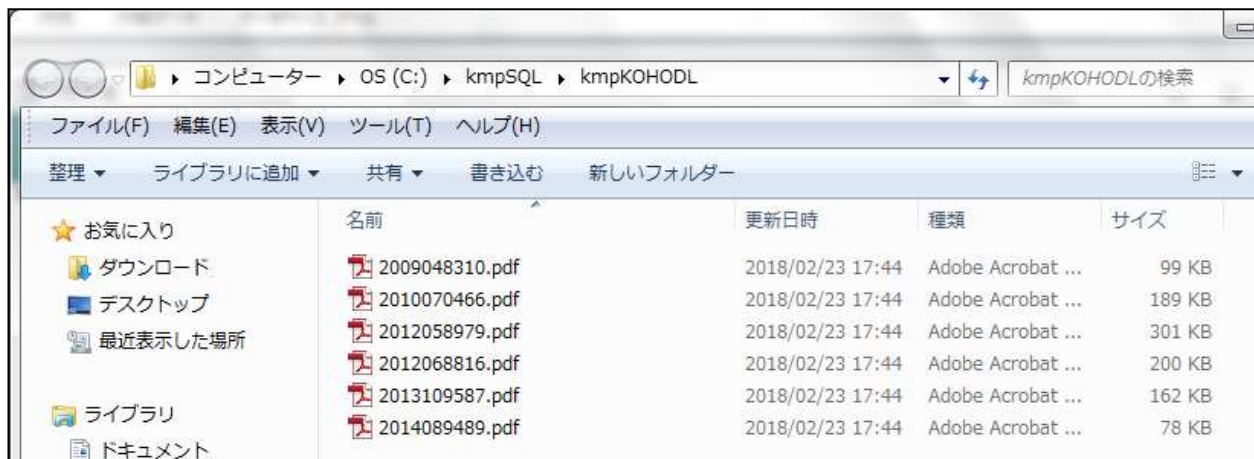 コンピューター ▸ OS (C:) ▸ kmpSQL ▸ kmpKOHODL
kmpKOHODLの検索
ファイル(F) 編集(E) 表示(V) ツール(T) ヘルプ(H)
整理 ライブラリに追加 共有 書き込む 新しいフォルダー
お気に入り
ダウンロード
デスクトップ
最近表示した場所
ライブラリ
ドキュメント
名前 更新日時 種類 サイズ
2009048310.pdf 2018/02/23 17:44 Adobe Acrobat ... 99 KB
2010070466.pdf 2018/02/23 17:44 Adobe Acrobat ... 189 KB
2012058979.pdf 2018/02/23 17:44 Adobe Acrobat ... 301 KB
2012068816.pdf 2018/02/23 17:44 Adobe Acrobat ... 200 KB
2013109587.pdf 2018/02/23 17:44 Adobe Acrobat ... 162 KB
2014089489.pdf 2018/02/23 17:44 Adobe Acrobat ... 78 KB